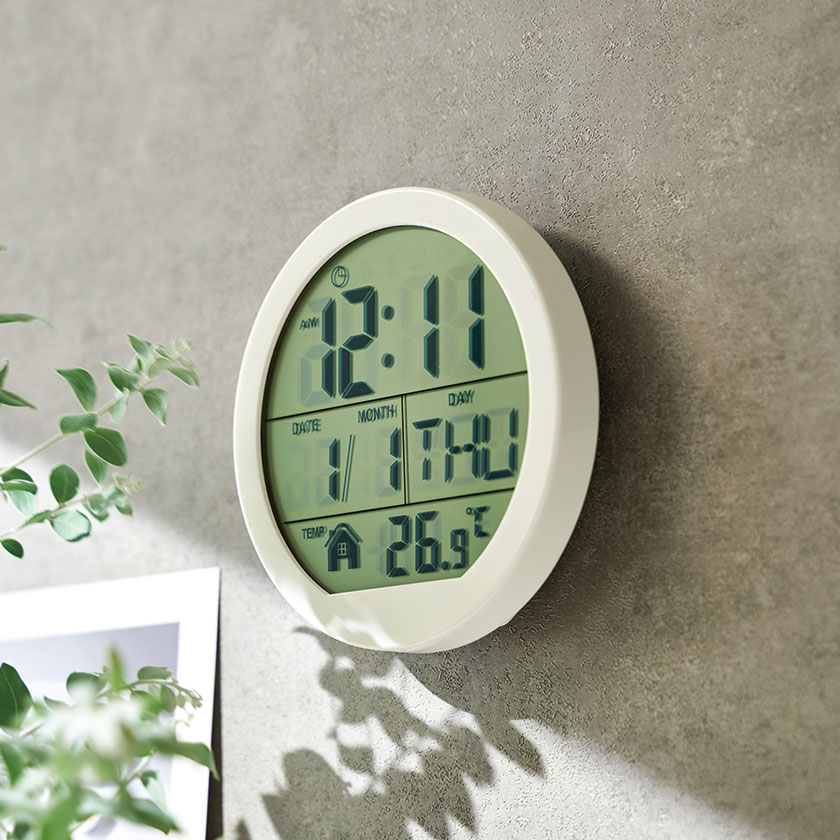 AM 12:11
DATE MONTH DAY
1/1 THU
TEMP 26.9 °C